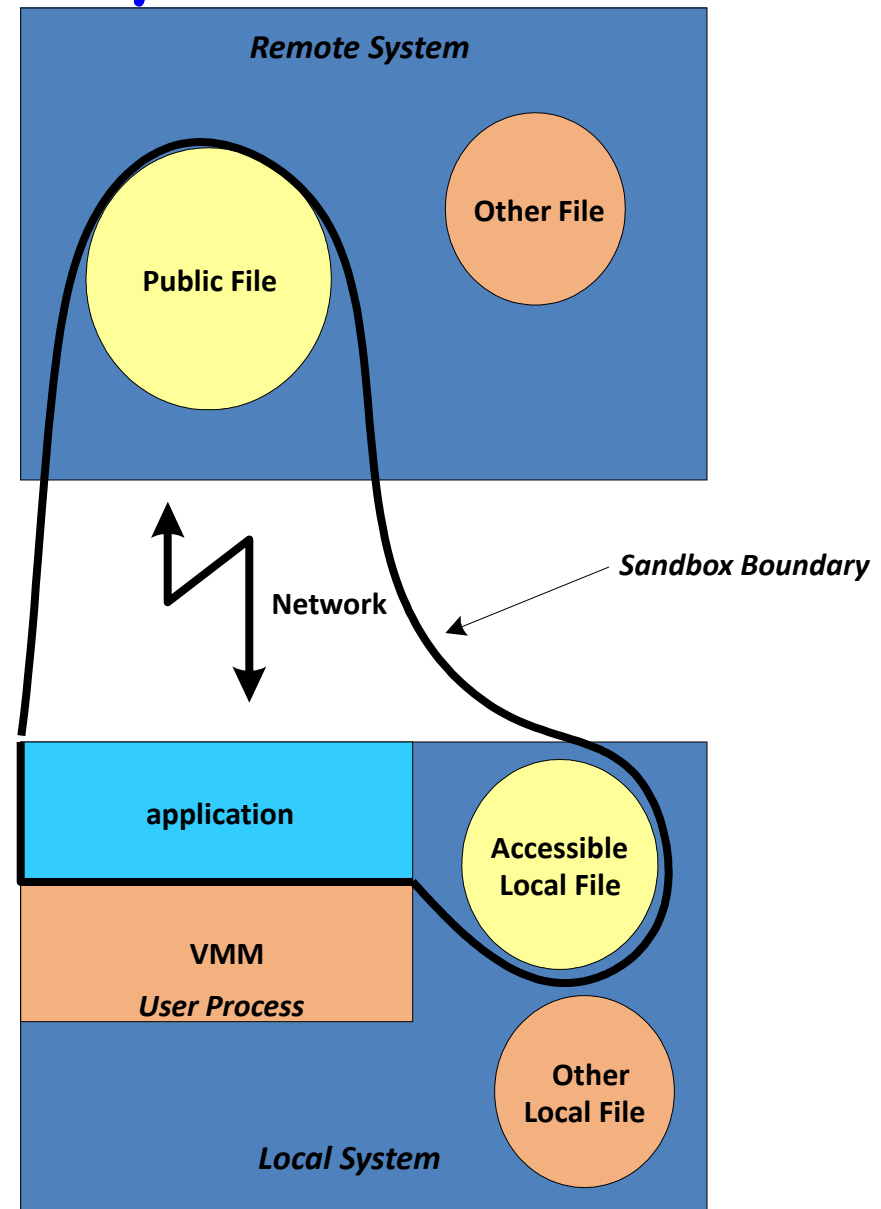 Remote System
Other File
Public File
Sandbox Boundary
Network
application
Accessible
Local File
VMM
User Process
Other
Local File
Local System